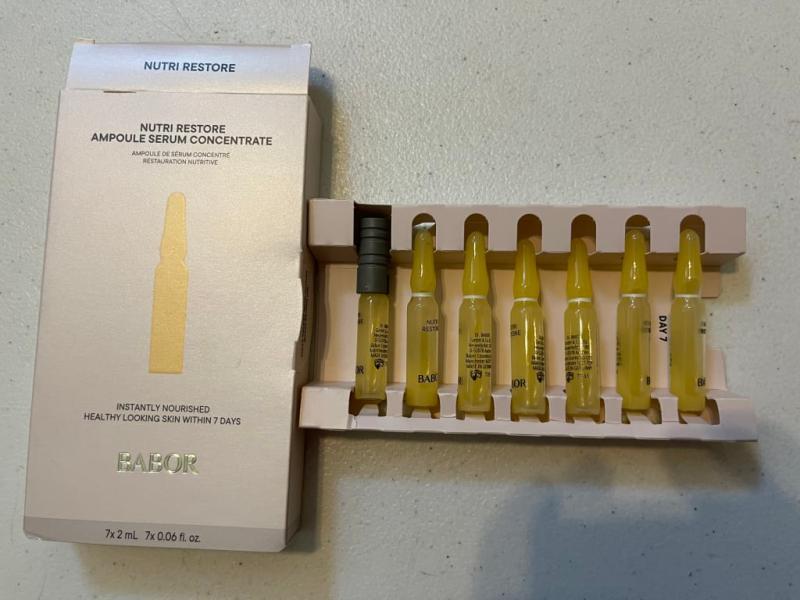 NUTRI RESTORE
NUTRI RESTORE
AMPOULE SERUM CONCENTRATE
AMPOULE DE SÉRUM CONCENTRÉ
RESTAURATION NUTRITIVE
INSTANTLY NOURISHED
HEALTHY LOOKING SKIN WITHIN 7 DAYS
BABOR
7x 2 mL 7x 0.06 fl. oz.
DAY 7
BABOR